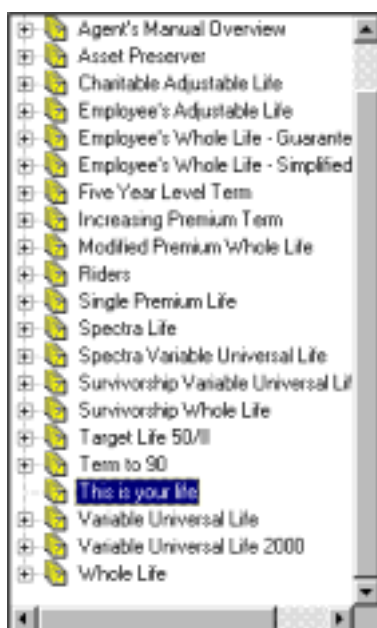 Agent's Manual Overview
Asset Preserver
Charitable Adjustable Life
Employee's Adjustable Life
Employee's Whole Life - Guarante
Employee's Whole Life - Simplified
Five Year Level Term
Increasing Premium Term
Modified Premium Whole Life
Riders
Single Premium Life
Spectra Life
Spectra Variable Universal Life
Survivorship Variable Universal Lif
Survivorship Whole Life
Target Life 50/II
Term to 90
This is your life
Variable Universal Life
Variable Universal Life 2000
Whole Life